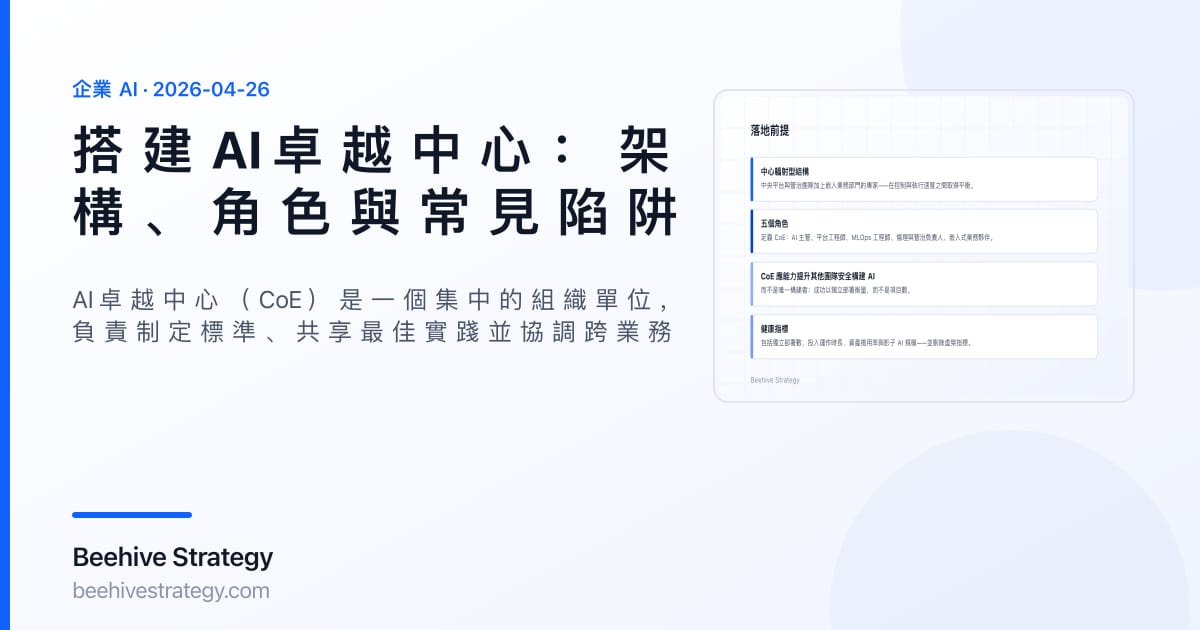 企業 AI · 2026-04-26
搭建AI卓越中心：架
構、角色與常見陷阱
AI卓越中心（CoE）是一個集中的組織單位，
負責制定標準、共享最佳實踐並協調跨業務
Beehive Strategy
beehivestrategy.com
落地前提
中心輻射型結構
中央平台與管治團隊加上嵌入業務部門的專家——在控制與執行速度之間取得平衡。
五個角色
定義 CoE：AI 主管、平台工程師、MLOps 工程師、倫理與管治負責人、嵌入式業務夥伴。
CoE 應能力提升其他團隊安全構建 AI
而不是唯一構建者：成功以獨立部署衡量，而不是項目數。
健康指標
包括獨立部署數、投入運作時長、資產複用率與影子 AI 規模——並剔除虛榮指標。
Beehive Strategy